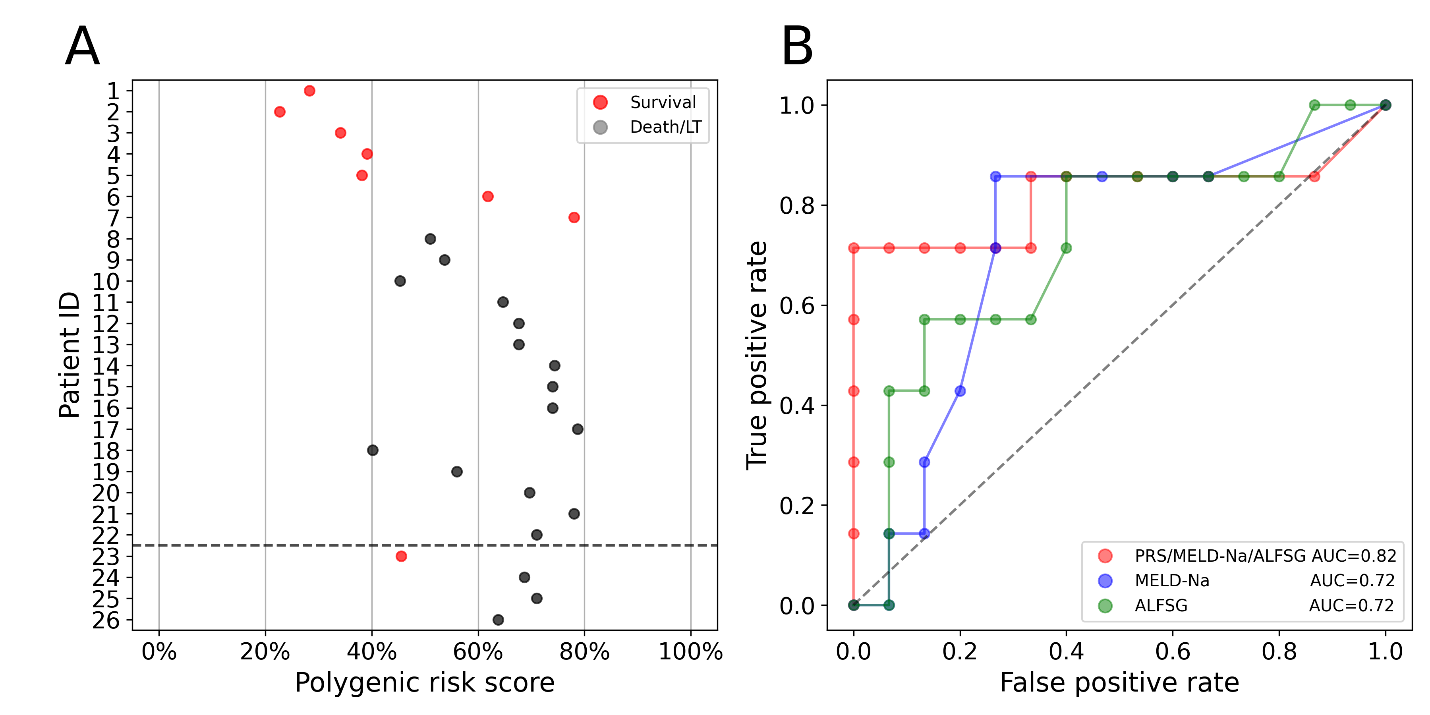 A
Patient ID
1
2
3
4
5
6
7
8
9
10
11
12
13
14
15
16
17
18
19
20
21
22
23
24
25
26
Survival
Death/LT
0% 20% 40% 60% 80% 100%
Polygenic risk score
B
True positive rate
1.0
0.8
0.6
0.4
0.2
0.0
PRS/MELD-Na/ALFSG AUC=0.82
MELD-Na AUC=0.72
ALFSG AUC=0.72
0.0 0.2 0.4 0.6 0.8 1.0
False positive rate